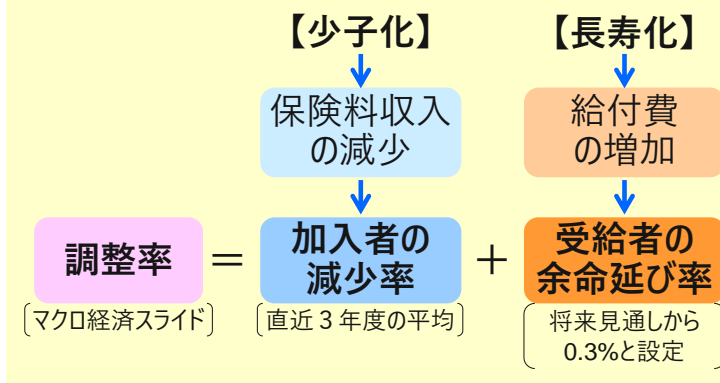 【少子化】
【長寿化】
保険料収入
の減少
給付費
の増加
調整率
=
加入者の
減少率
+
受給者の
余命延び率
〔マクロ経済スライド〕
〔直近3年度の平均〕
〔将来見通しから
0.3%と設定〕